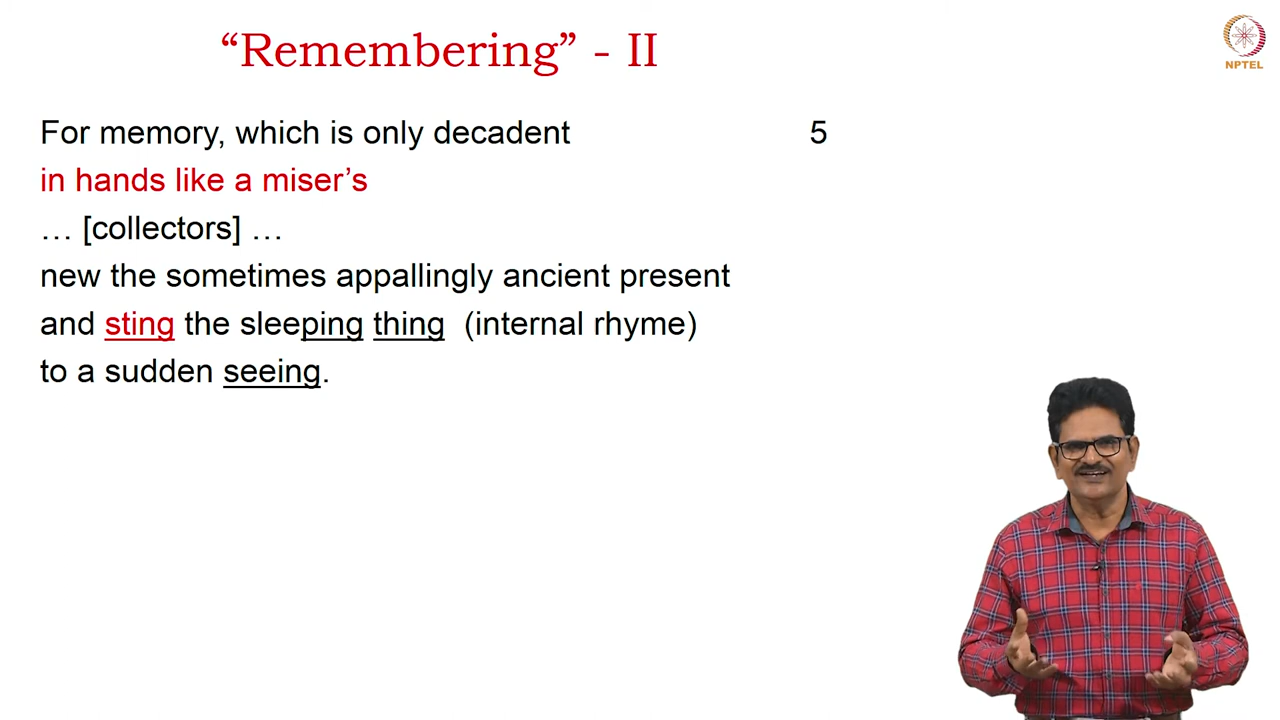 “Remembering” - II
NPTEL
For memory, which is only decadent 5
in hands like a miser’s
… [collectors] …
new the sometimes appallingly ancient present
and sting the sleeping thing (internal rhyme)
to a sudden seeing.